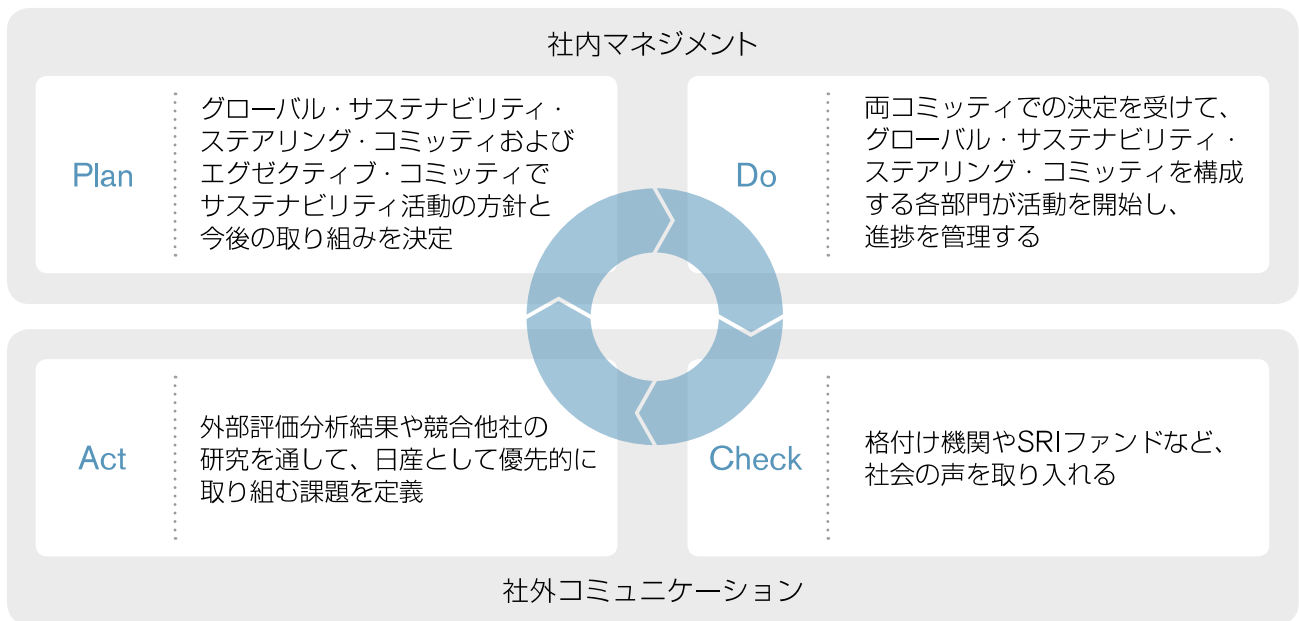 社内マネジメント
Plan
グローバル・サステナビリティ・
ステアリング・コミッティおよび
エグゼクティブ・コミッティで
サステナビリティ活動の方針と
今後の取り組みを決定
Do
両コミッティでの決定を受けて、
グローバル・サステナビリティ・
ステアリング・コミッティを構成
する各部門が活動を開始し、
進捗を管理する
Act
外部評価分析結果や競合他社の
研究を通して、日産として優先的に
取り組む課題を定義
Check
格付け機関やSRIファンドなど、
社会の声を取り入れる
社外コミュニケーション